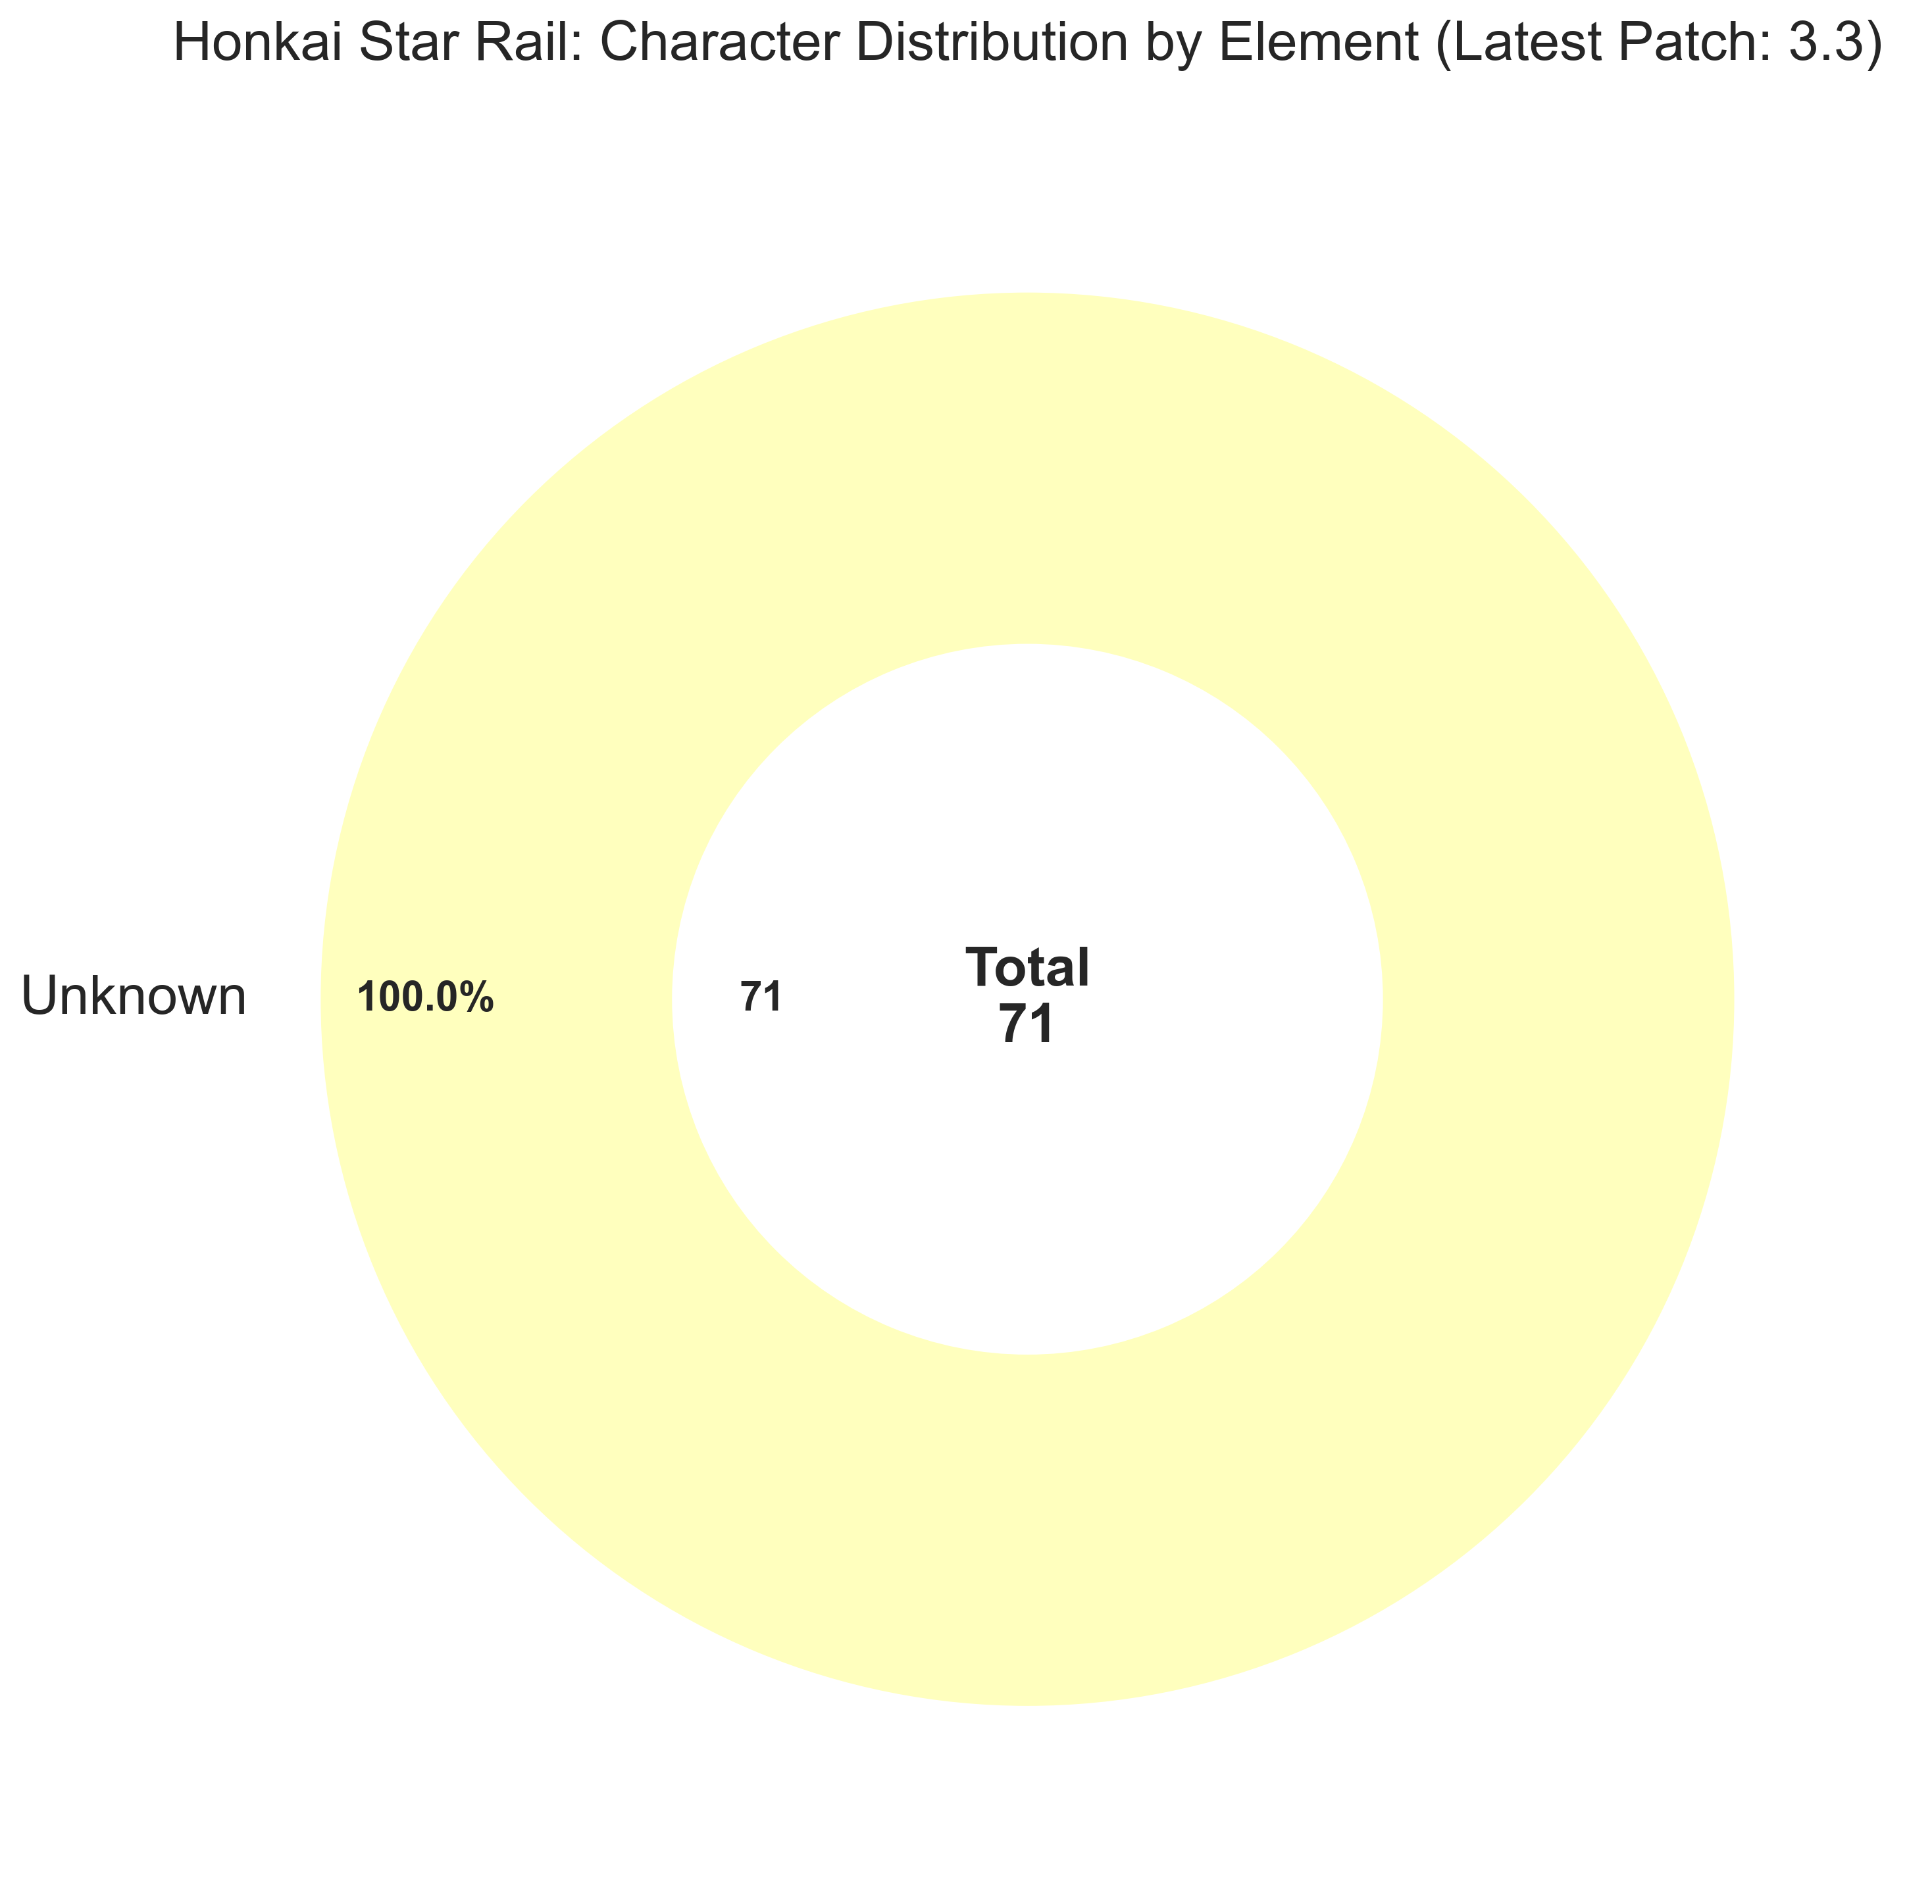 Honkai Star Rail: Character Distribution by Element (Latest Patch: 3.3)
Unknown
100.0%
71
Total
71